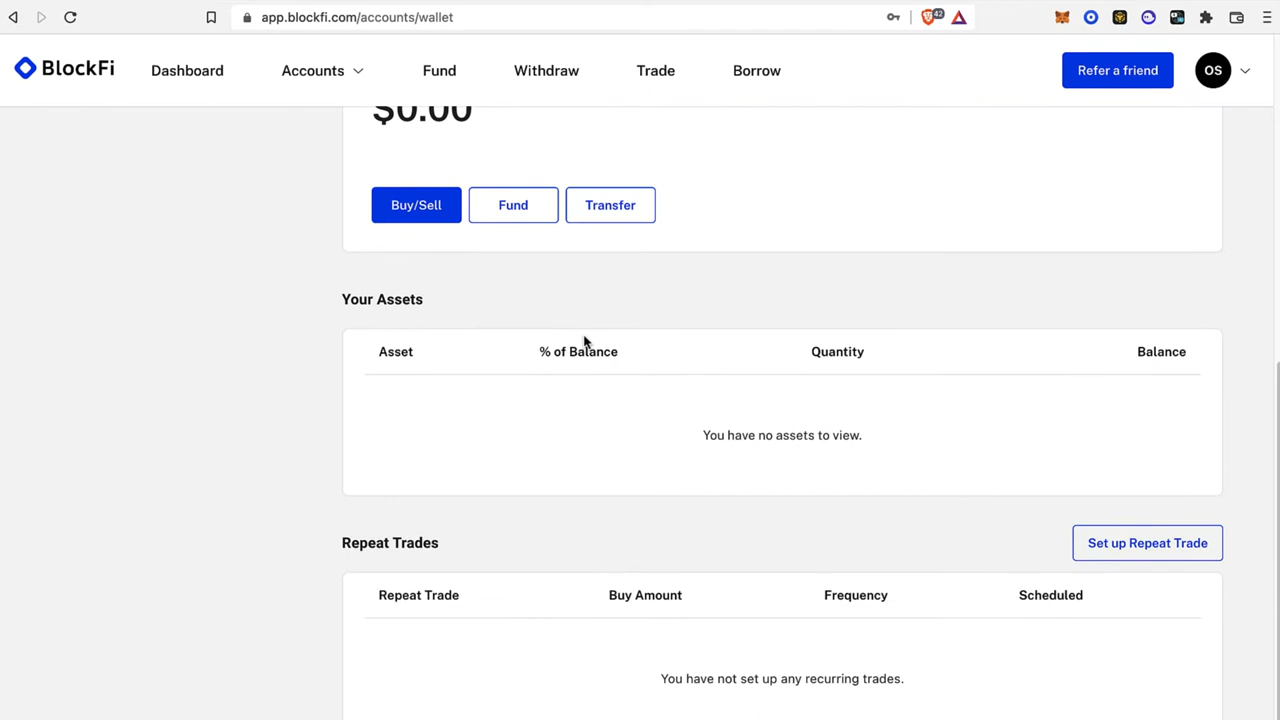 app.blockfi.com/accounts/wallet
42
BlockFi
Dashboard
Accounts
Fund
Withdraw
Trade
Borrow
Refer a friend
OS
$0.00
Buy/Sell
Fund
Transfer
Your Assets
Asset
% of Balance
Quantity
Balance
You have no assets to view.
Repeat Trades
Set up Repeat Trade
Repeat Trade
Buy Amount
Frequency
Scheduled
You have not set up any recurring trades.